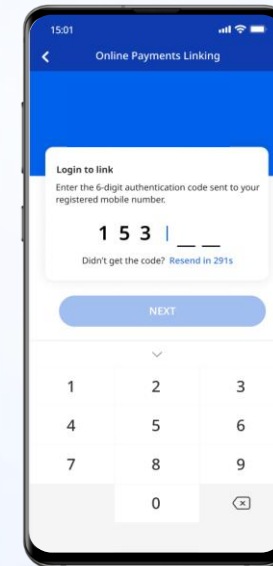 15:01
Online Payments Linking
Login to link
Enter the 6-digit authentication code sent to your
registered mobile number.
1 5 3 | _ _
Didn't get the code? Resend in 291s
NEXT
1 2 3
4 5 6
7 8 9
0